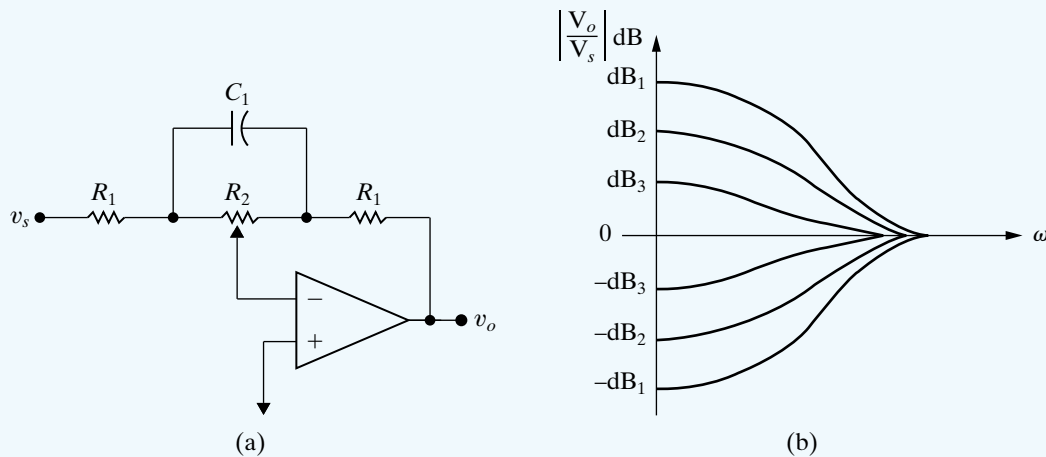 C₁
R₁ R₂ R₁
vₛ
−
+
vₒ
(a)
|Vₒ/Vₛ| dB
dB₁
dB₂
dB₃
0
ω
−dB₃
−dB₂
−dB₁
(b)